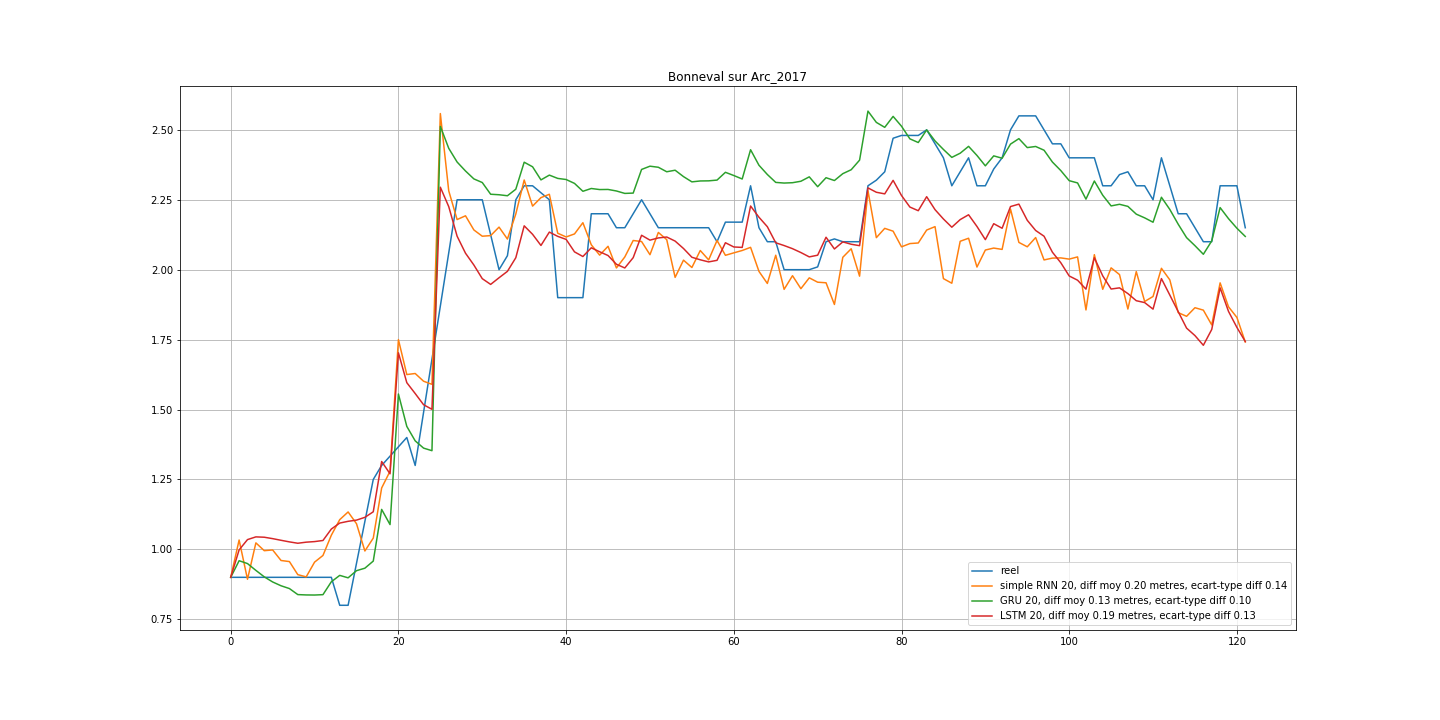 Bonneval sur Arc_2017
2.50
2.25
2.00
1.75
1.50
1.25
1.00
0.75
0 20 40 60 80 100 120
reel
simple RNN 20, diff moy 0.20 metres, ecart-type diff 0.14
GRU 20, diff moy 0.13 metres, ecart-type diff 0.10
LSTM 20, diff moy 0.19 metres, ecart-type diff 0.13